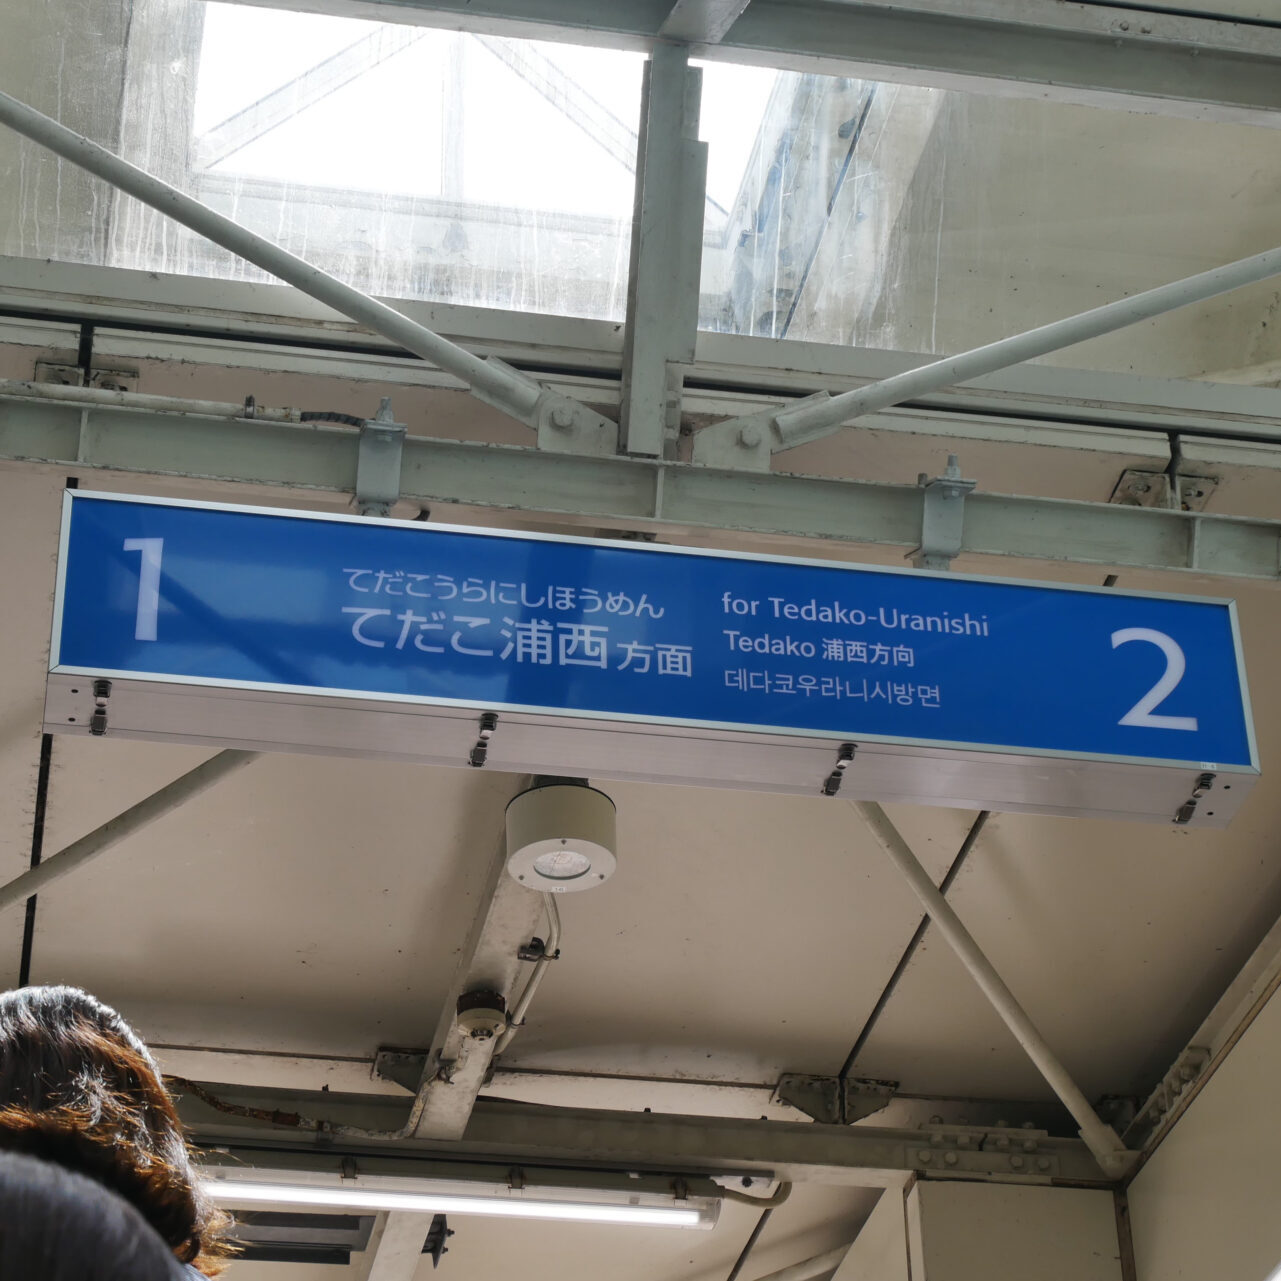 1
てだこうらにしほうめん
てだこ浦西方面
for Tedako-Uranishi
Tedako 浦西方向
데다코우라니시방면
2